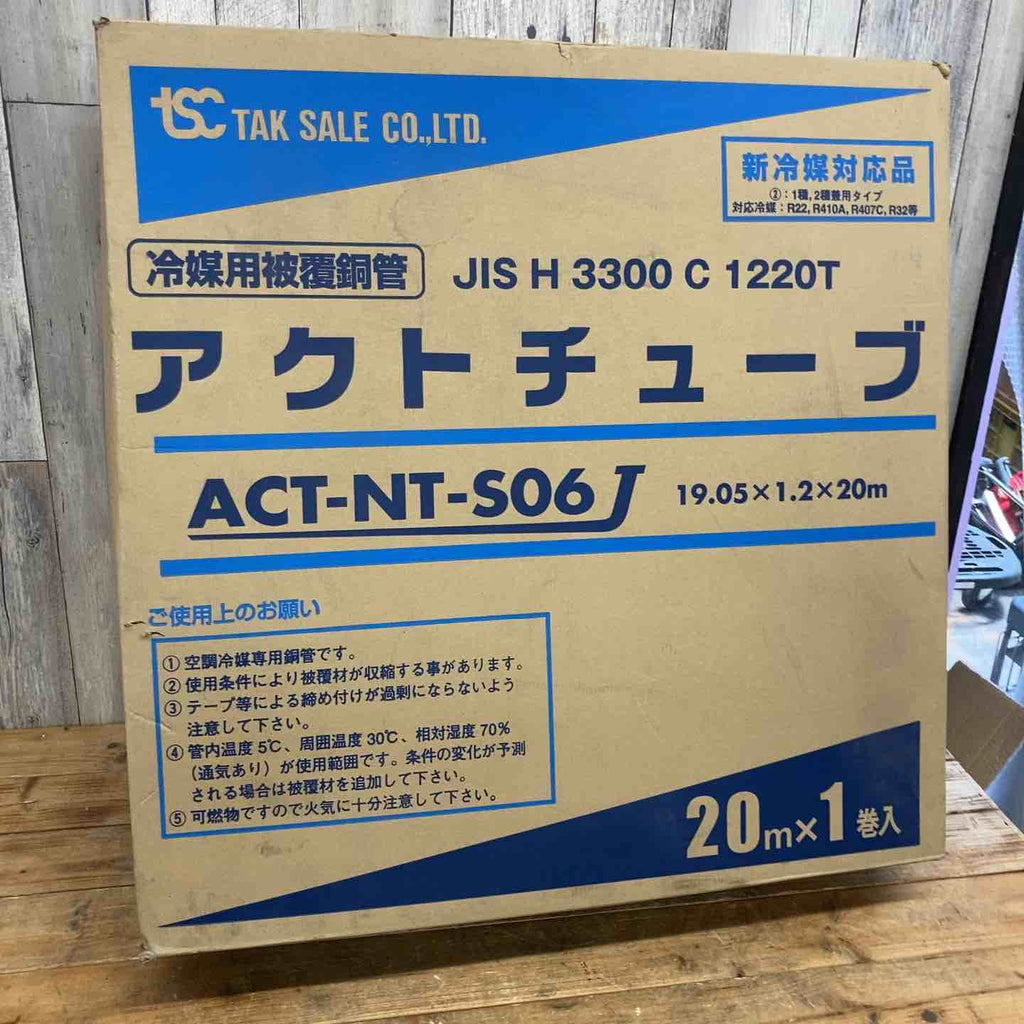 tsc TAK SALE CO.,LTD.
新冷媒対応品
②：1種，2種兼用タイプ
対応冷媒：R22，R410A，R407C，R32等
冷媒用被覆銅管 JIS H 3300 C 1220T
アクトチューブ
ACT-NT-S06J 19.05×1.2×20m
ご使用上のお願い
① 空調冷媒専用銅管です。
② 使用条件により被覆材が収縮する事があります。
③ テープ等による締め付けが過剰にならないよう
注意して下さい。
④ 管内温度5℃、周囲温度30℃、相対湿度70％
（通気あり）が使用範囲です。条件の変化が予測
される場合は被覆材を追加して下さい。
⑤ 可燃物ですので火気に十分注意して下さい。
20m×1巻入